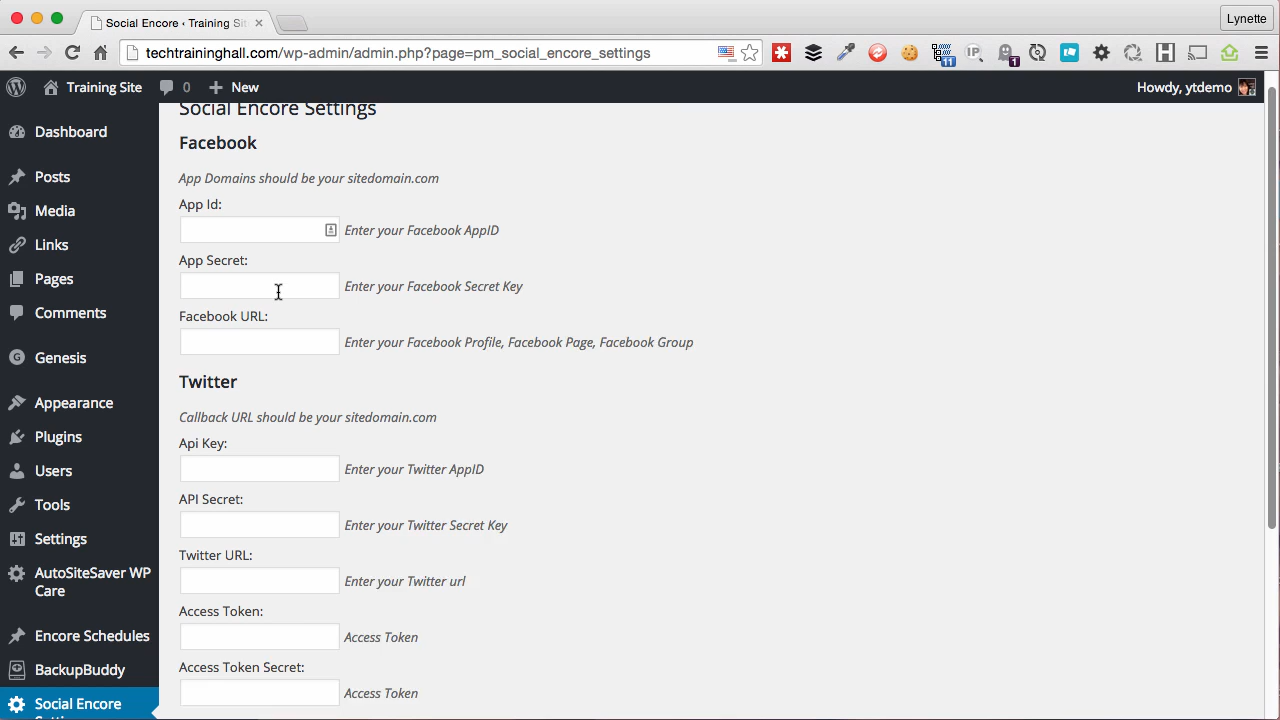 Social Encore ‹ Training Sit
Lynette
techtraininghall.com/wp-admin/admin.php?page=pm_social_encore_settings
11
IP
1
Training Site
0
New
Howdy, ytdemo
Dashboard
Posts
Media
Links
Pages
Comments
Genesis
Appearance
Plugins
Users
Tools
Settings
AutoSiteSaver WP
Care
Encore Schedules
BackupBuddy
Social Encore
Social Encore Settings
Facebook
App Domains should be your sitedomain.com
App Id:
Enter your Facebook AppID
App Secret:
Enter your Facebook Secret Key
Facebook URL:
Enter your Facebook Profile, Facebook Page, Facebook Group
Twitter
Callback URL should be your sitedomain.com
Api Key:
Enter your Twitter AppID
API Secret:
Enter your Twitter Secret Key
Twitter URL:
Enter your Twitter url
Access Token:
Access Token
Access Token Secret:
Access Token